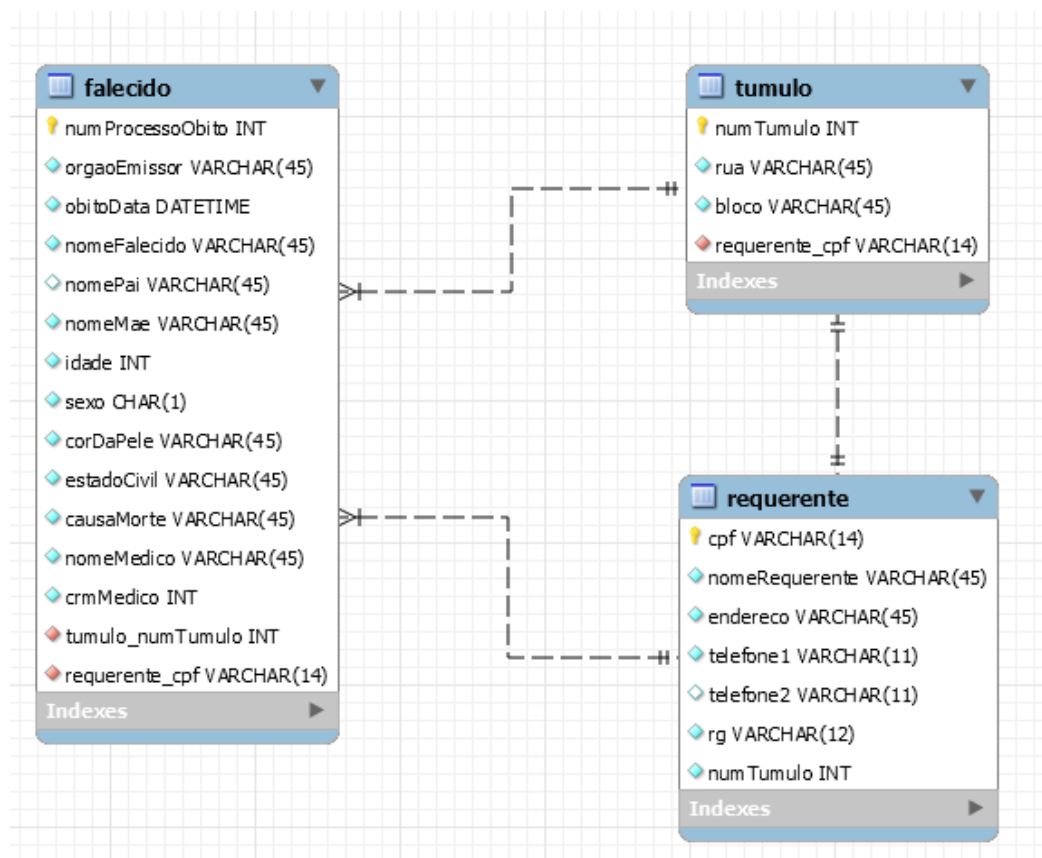 falecido
numProcessoObito INT
orgaoEmissor VARCHAR(45)
obitoData DATETIME
nomeFalecido VARCHAR(45)
nomePai VARCHAR(45)
nomeMae VARCHAR(45)
idade INT
sexo CHAR(1)
corDaPele VARCHAR(45)
estadoCivil VARCHAR(45)
causaMorte VARCHAR(45)
nomeMedico VARCHAR(45)
crmMedico INT
tumulo_numTumulo INT
requerente_cpf VARCHAR(14)
Indexes
tumulo
numTumulo INT
rua VARCHAR(45)
bloco VARCHAR(45)
requerente_cpf VARCHAR(14)
Indexes
requerente
cpf VARCHAR(14)
nomeRequerente VARCHAR(45)
endereco VARCHAR(45)
telefone1 VARCHAR(11)
telefone2 VARCHAR(11)
rg VARCHAR(12)
numTumulo INT
Indexes